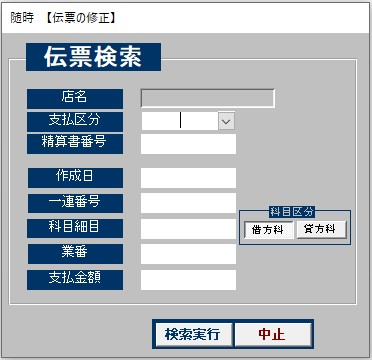 随時 【伝票の修正】
伝票検索
店名
支払区分
精算書番号
作成日
一連番号
科目細目
業番
支払金額
科目区分
借方科
貸方科
検索実行
中止